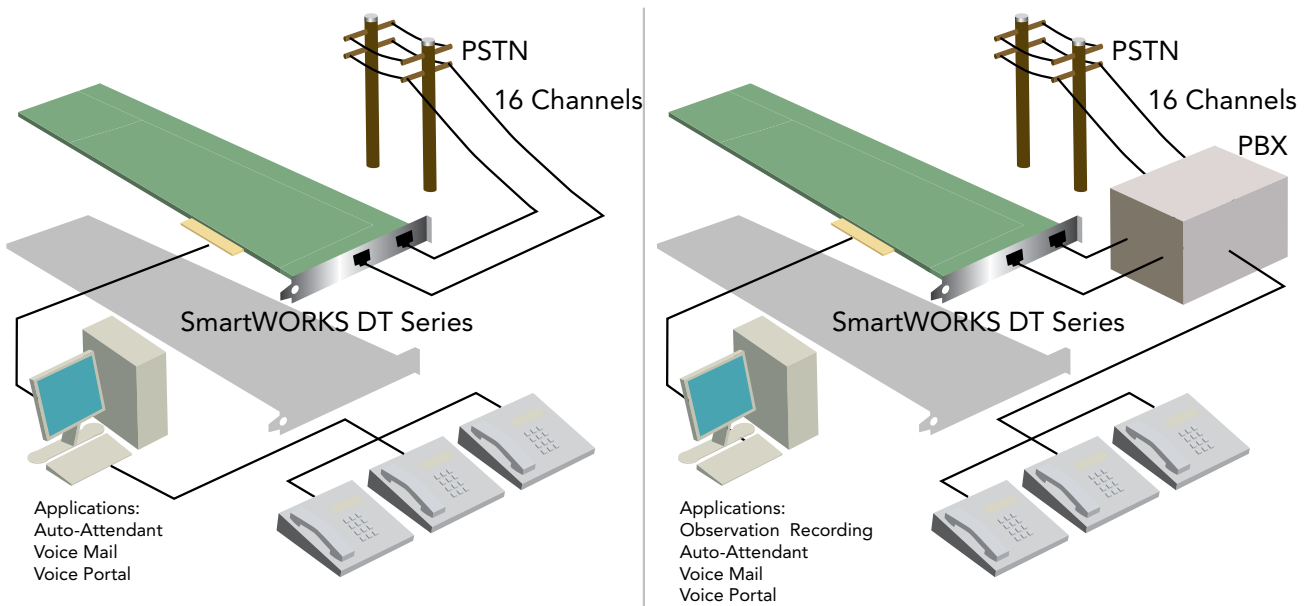 PSTN
16 Channels
SmartWORKS DT Series
Applications:
Auto-Attendant
Voice Mail
Voice Portal
PSTN
16 Channels
PBX
SmartWORKS DT Series
Applications:
Observation Recording
Auto-Attendant
Voice Mail
Voice Portal